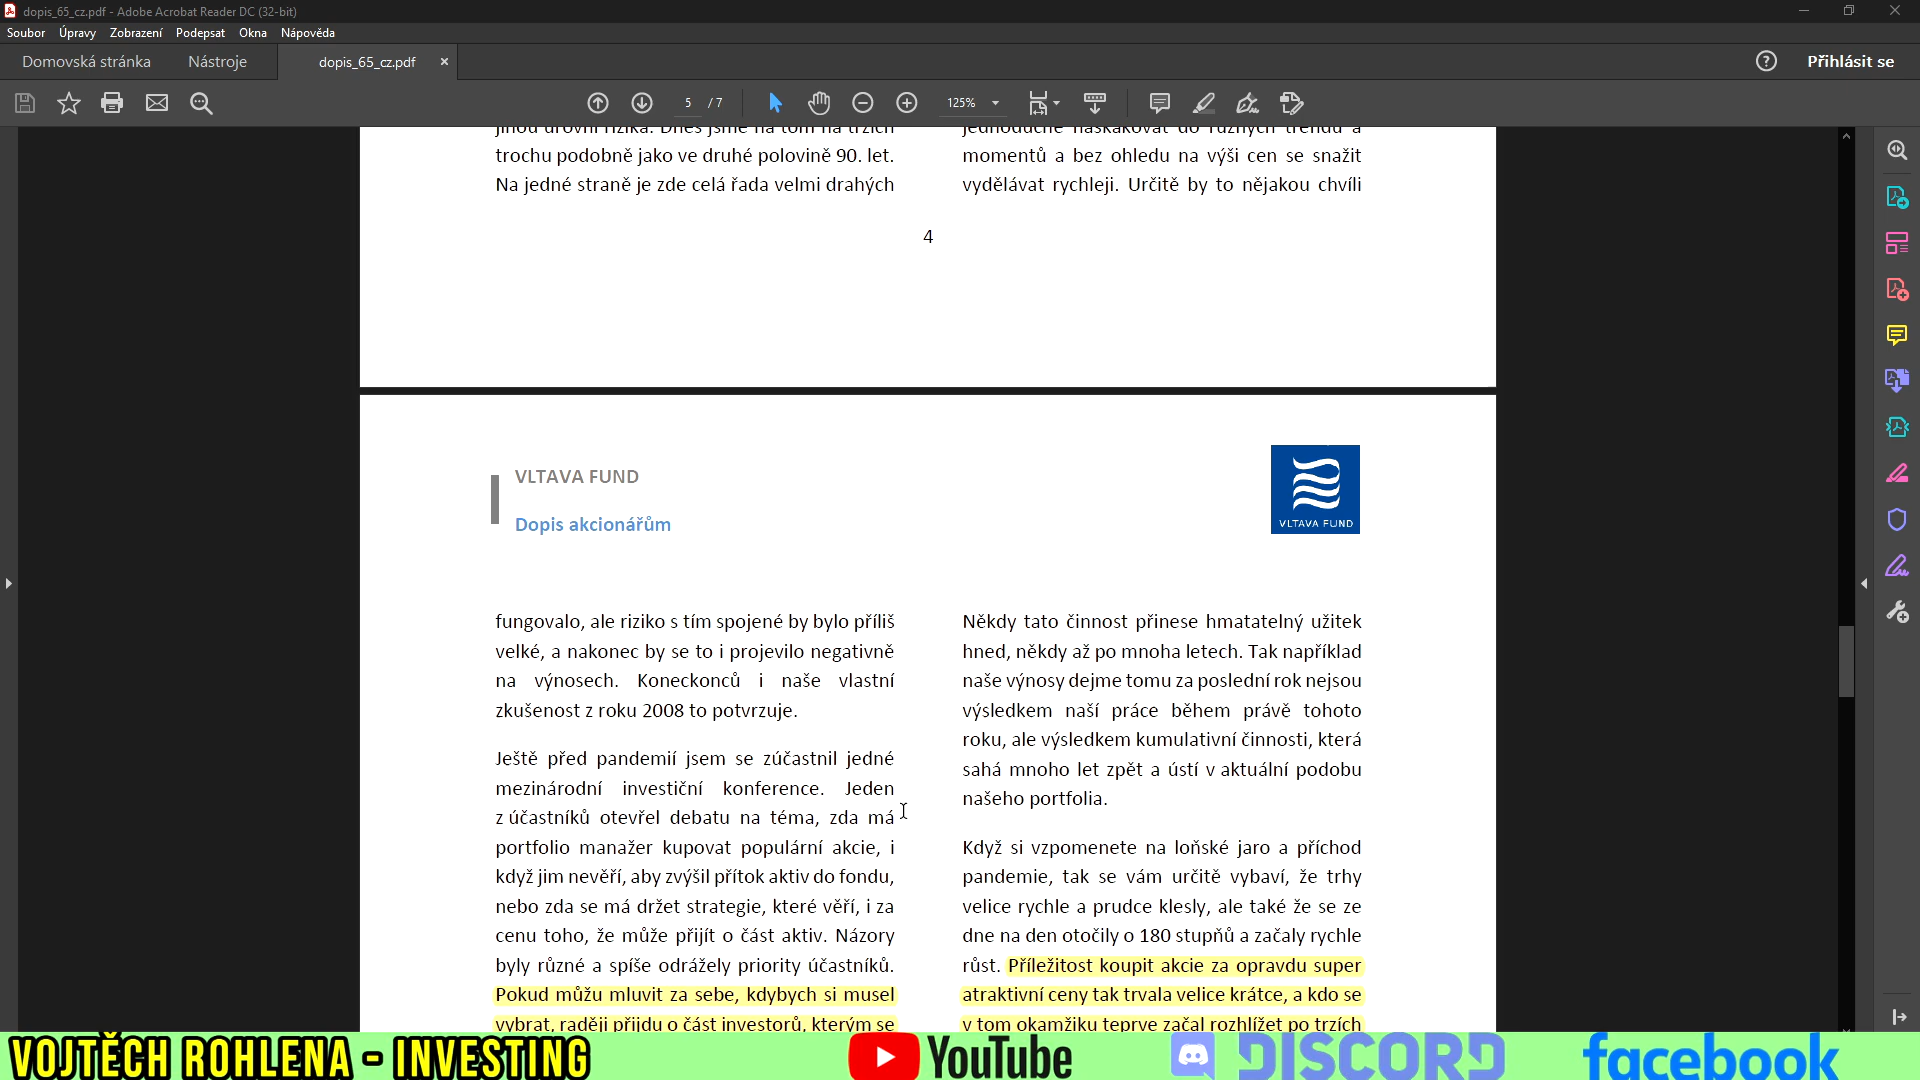 dopis_65_cz.pdf - Adobe Acrobat Reader DC (32-bit)
Soubor Úpravy Zobrazení Podepsat Okna Nápověda
Domovská stránka Nástroje dopis_65_cz.pdf Přihlásit se
5 / 7 125%
jinou úrovní rizika. Dnes jsme na tom na trzích
trochu podobně jako ve druhé polovině 90. let.
Na jedné straně je zde celá řada velmi drahých
jednoduche naskakovat do různých trendů a
momentů a bez ohledu na výši cen se snažit
vydělávat rychleji. Určitě by to nějakou chvíli
4
VLTAVA FUND
Dopis akcionářům
VLTAVA FUND
fungovalo, ale riziko s tím spojené by bylo příliš
velké, a nakonec by se to i projevilo negativně
na výnosech. Koneckonců i naše vlastní
zkušenost z roku 2008 to potvrzuje.
Ještě před pandemií jsem se zúčastnil jedné
mezinárodní investiční konference. Jeden
z účastníků otevřel debatu na téma, zda má
portfolio manažer kupovat populární akcie, i
když jim nevěří, aby zvýšil přítok aktiv do fondu,
nebo zda se má držet strategie, které věří, i za
cenu toho, že může přijít o část aktiv. Názory
byly různé a spíše odrážely priority účastníků.
Pokud můžu mluvit za sebe, kdybych si musel
vybrat, raději přijdu o část investorů, kterým se
Někdy tato činnost přinese hmatatelný užitek
hned, někdy až po mnoha letech. Tak například
naše výnosy dejme tomu za poslední rok nejsou
výsledkem naší práce během právě tohoto
roku, ale výsledkem kumulativní činnosti, která
sahá mnoho let zpět a ústí v aktuální podobu
našeho portfolia.
Když si vzpomenete na loňské jaro a příchod
pandemie, tak se vám určitě vybaví, že trhy
velice rychle a prudce klesly, ale také že se ze
dne na den otočily o 180 stupňů a začaly rychle
růst. Příležitost koupit akcie za opravdu super
atraktivní ceny tak trvala velice krátce, a kdo se
v tom okamžiku teprve začal rozhlížet po trzích
VOJTĚCH ROHLENA - INVESTING YouTube DISCORD facebook